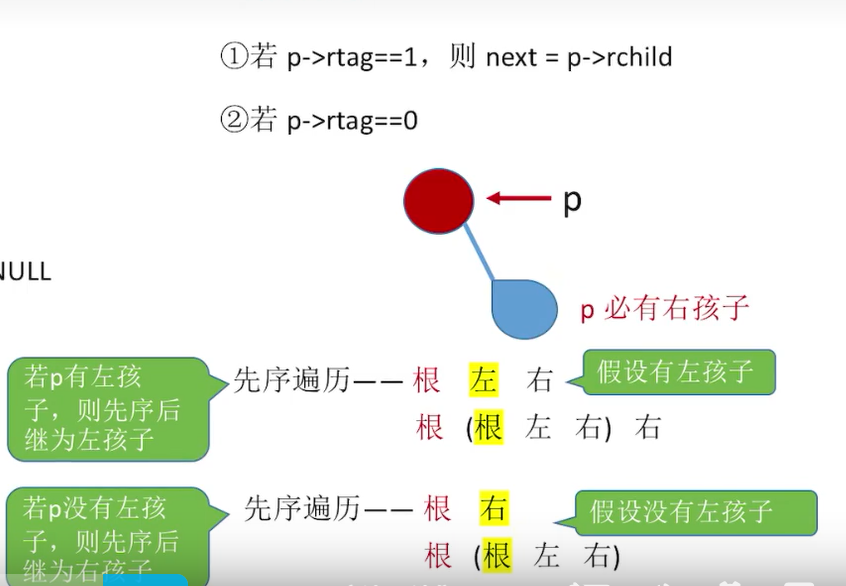 ①若 p->rtag==1，则 next = p->rchild
②若 p->rtag==0
p
NULL
p 必有右孩子
若p有左孩
子，则先序后
继为左孩子
先序遍历—— 根 左 右
假设有左孩子
根 (根 左 右) 右
若p没有左孩
子，则先序后
继为右孩子
先序遍历—— 根 右
假设没有左孩子
根 (根 左 右)